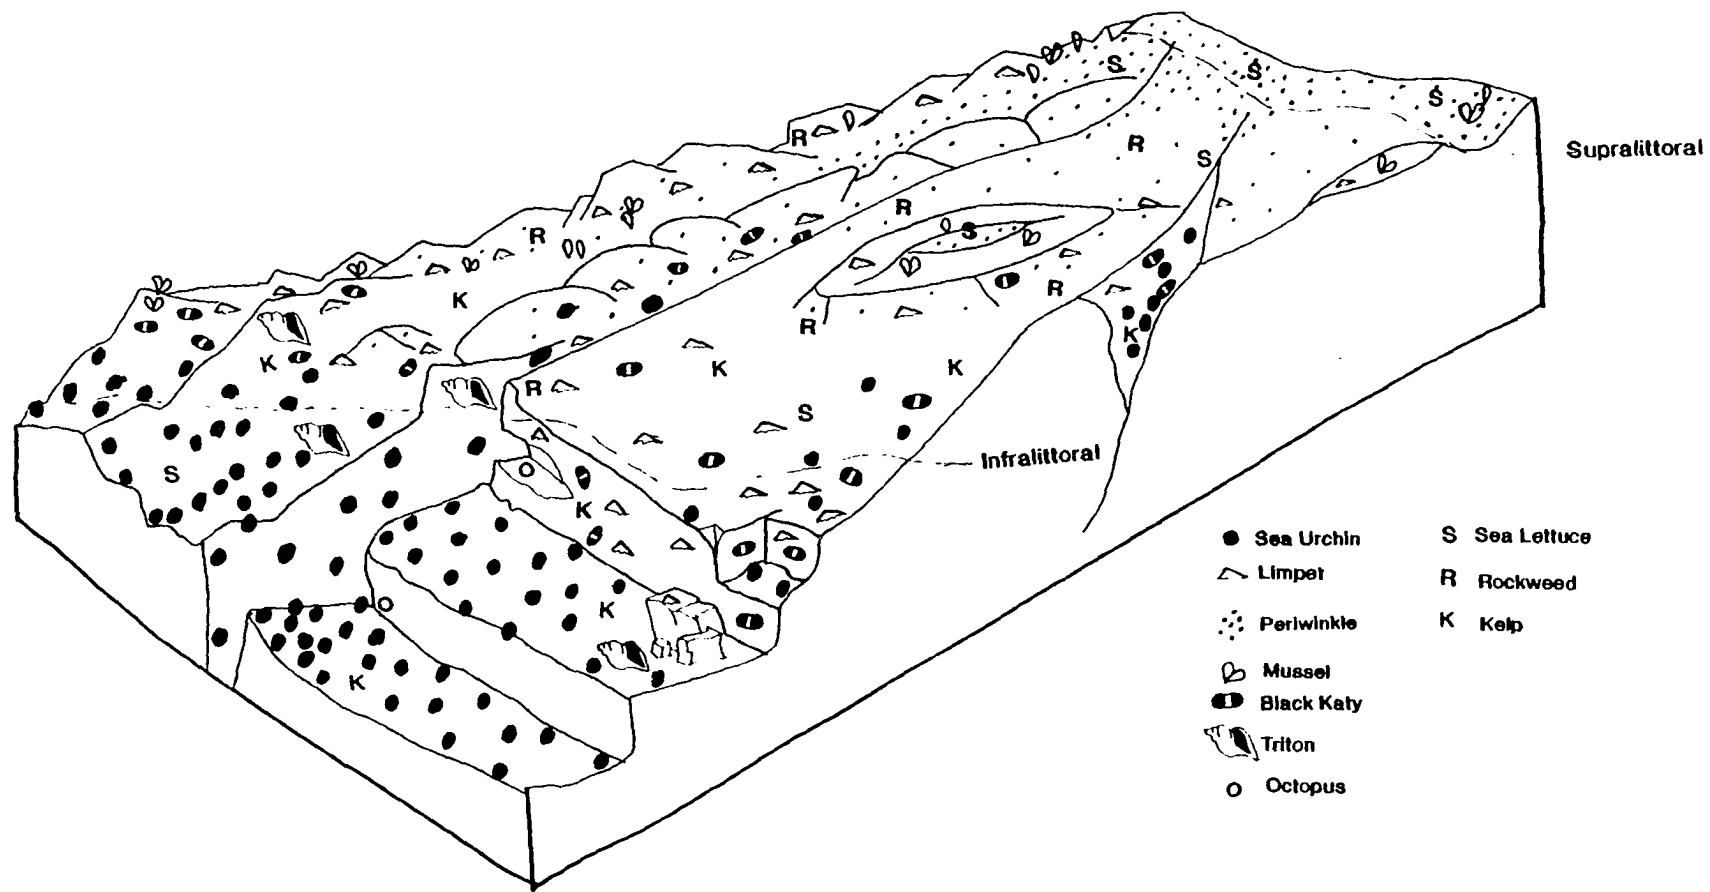 S
S
S
R
R
Supralittoral
S
R
S
R
R
K
R
K
K
K
K
R
S
Infralittoral
S
K
K
K
Sea Urchin
Limpet
Periwinkle
Mussel
Black Katy
Triton
Octopus
S Sea Lettuce
R Rockweed
K Kelp